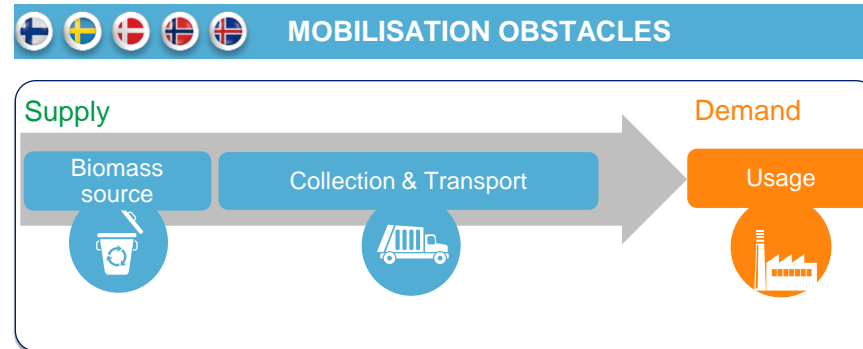 MOBILISATION OBSTACLES
Supply
Demand
Biomass
source
Collection & Transport
Usage